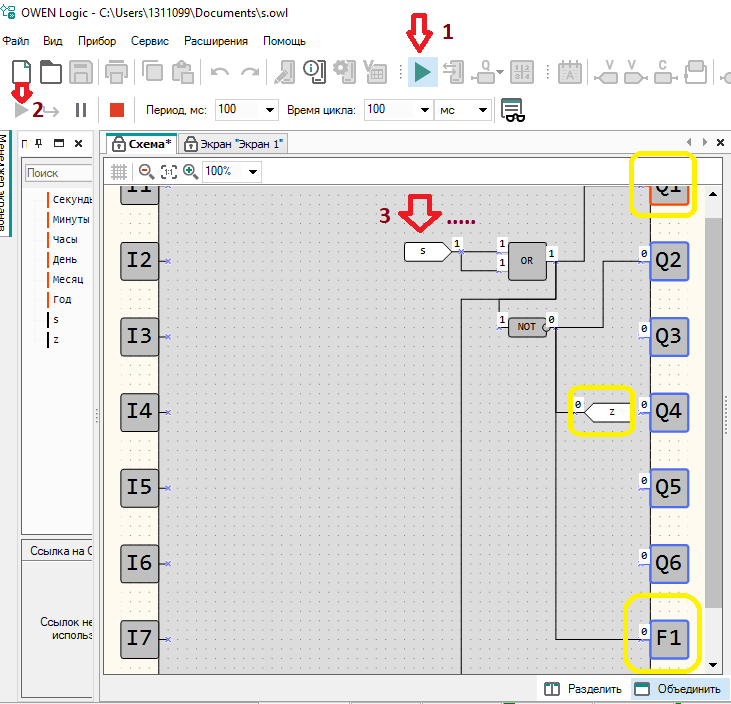 OWEN Logic - C:\Users\1311099\Documents\s.owl
Файл Вид Прибор Сервис Расширения Помощь
1
2
Период, мс: 100 Время цикла: 100 мс
Схема* Экран "Экран 1"
100%
Поиск
Секунды
Минуты
Часы
День
Месяц
Год
s
z
Ссылка на
Ссылок не
использ
Менеджер экранов
I1 Q1
3 .....
I2 s 1 1 1 OR 1 0 Q2
I3 1 NOT 0 0 Q3
I4 0 z 0 Q4
I5 0 Q5
I6 0 Q6
I7 0 F1
Разделить Объединить